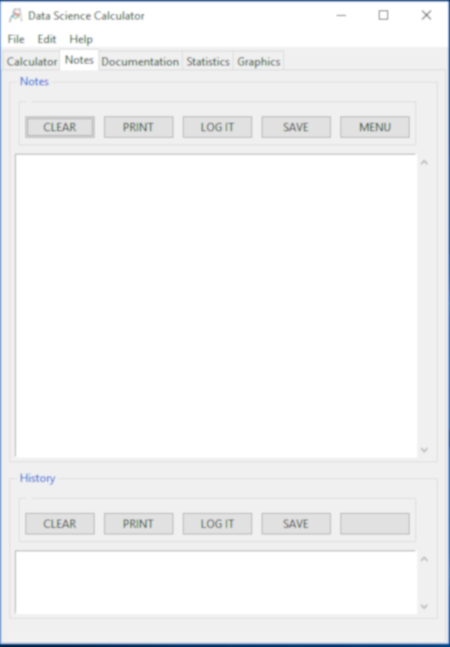 Data Science Calculator
File Edit Help
Calculator Notes Documentation Statistics Graphics
Notes
CLEAR PRINT LOG IT SAVE MENU
History
CLEAR PRINT LOG IT SAVE